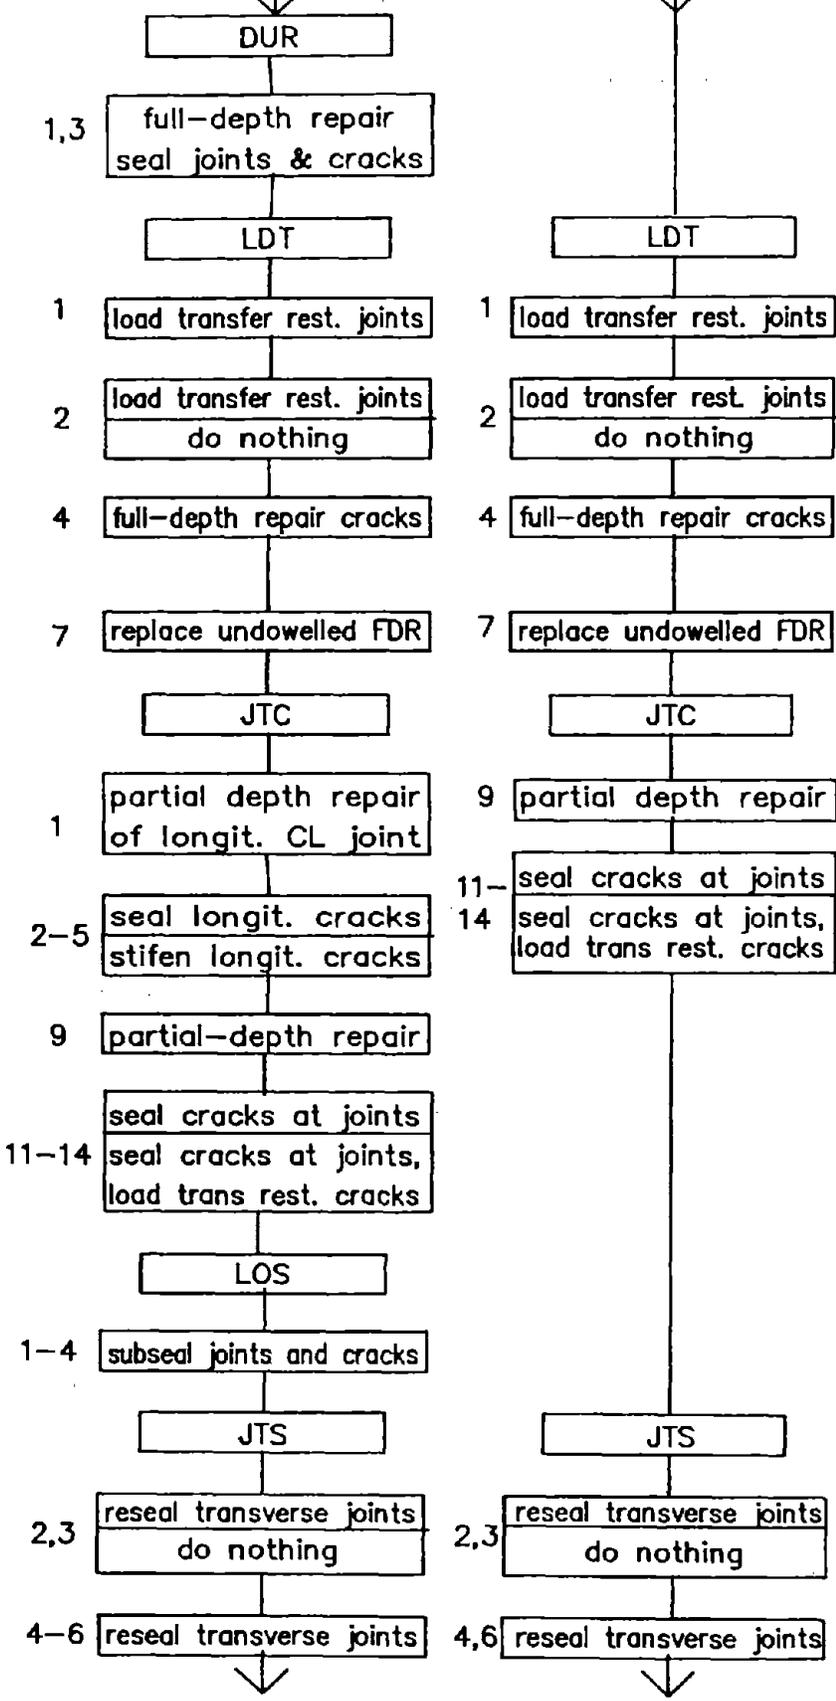 DUR
1,3
full-depth repair
seal joints & cracks
LDT
1
load transfer rest. joints
2
load transfer rest. joints
do nothing
4
full-depth repair cracks
7
replace undowelled FDR
JTC
1
partial depth repair
of longit. CL joint
2-5
seal longit. cracks
stifen longit. cracks
9
partial-depth repair
11-14
seal cracks at joints
seal cracks at joints,
load trans rest. cracks
LOS
1-4
subseal joints and cracks
JTS
2,3
reseal transverse joints
do nothing
4-6
reseal transverse joints
LDT
1
load transfer rest. joints
2
load transfer rest. joints
do nothing
4
full-depth repair cracks
7
replace undowelled FDR
JTC
9
partial depth repair
11-
14
seal cracks at joints
seal cracks at joints,
load trans rest. cracks
JTS
2,3
reseal transverse joints
do nothing
4,6
reseal transverse joints